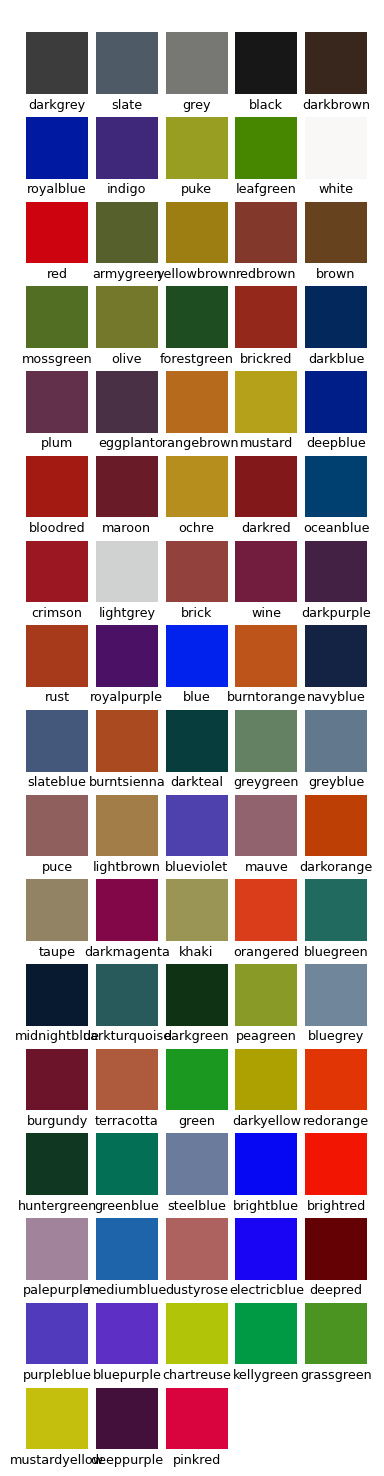 darkgrey slate grey black darkbrown
royalblue indigo puke leafgreen white
red armygreen yellowbrown redbrown brown
mossgreen olive forestgreen brickred darkblue
plum eggplant orangebrown mustard deepblue
bloodred maroon ochre darkred oceanblue
crimson lightgrey brick wine darkpurple
rust royalpurple blue burntorange navyblue
slateblue burntsienna darkteal greygreen greyblue
puce lightbrown blueviolet mauve darkorange
taupe darkmagenta khaki orangered bluegreen
midnightblue darkturquoise darkgreen peagreen bluegrey
burgundy terracotta green darkyellow redorange
huntergreen greenblue steelblue brightblue brightred
palepurple mediumblue dustyrose electricblue deepred
purpleblue bluepurple chartreuse kellygreen grassgreen
mustardyellow deeppurple pinkred